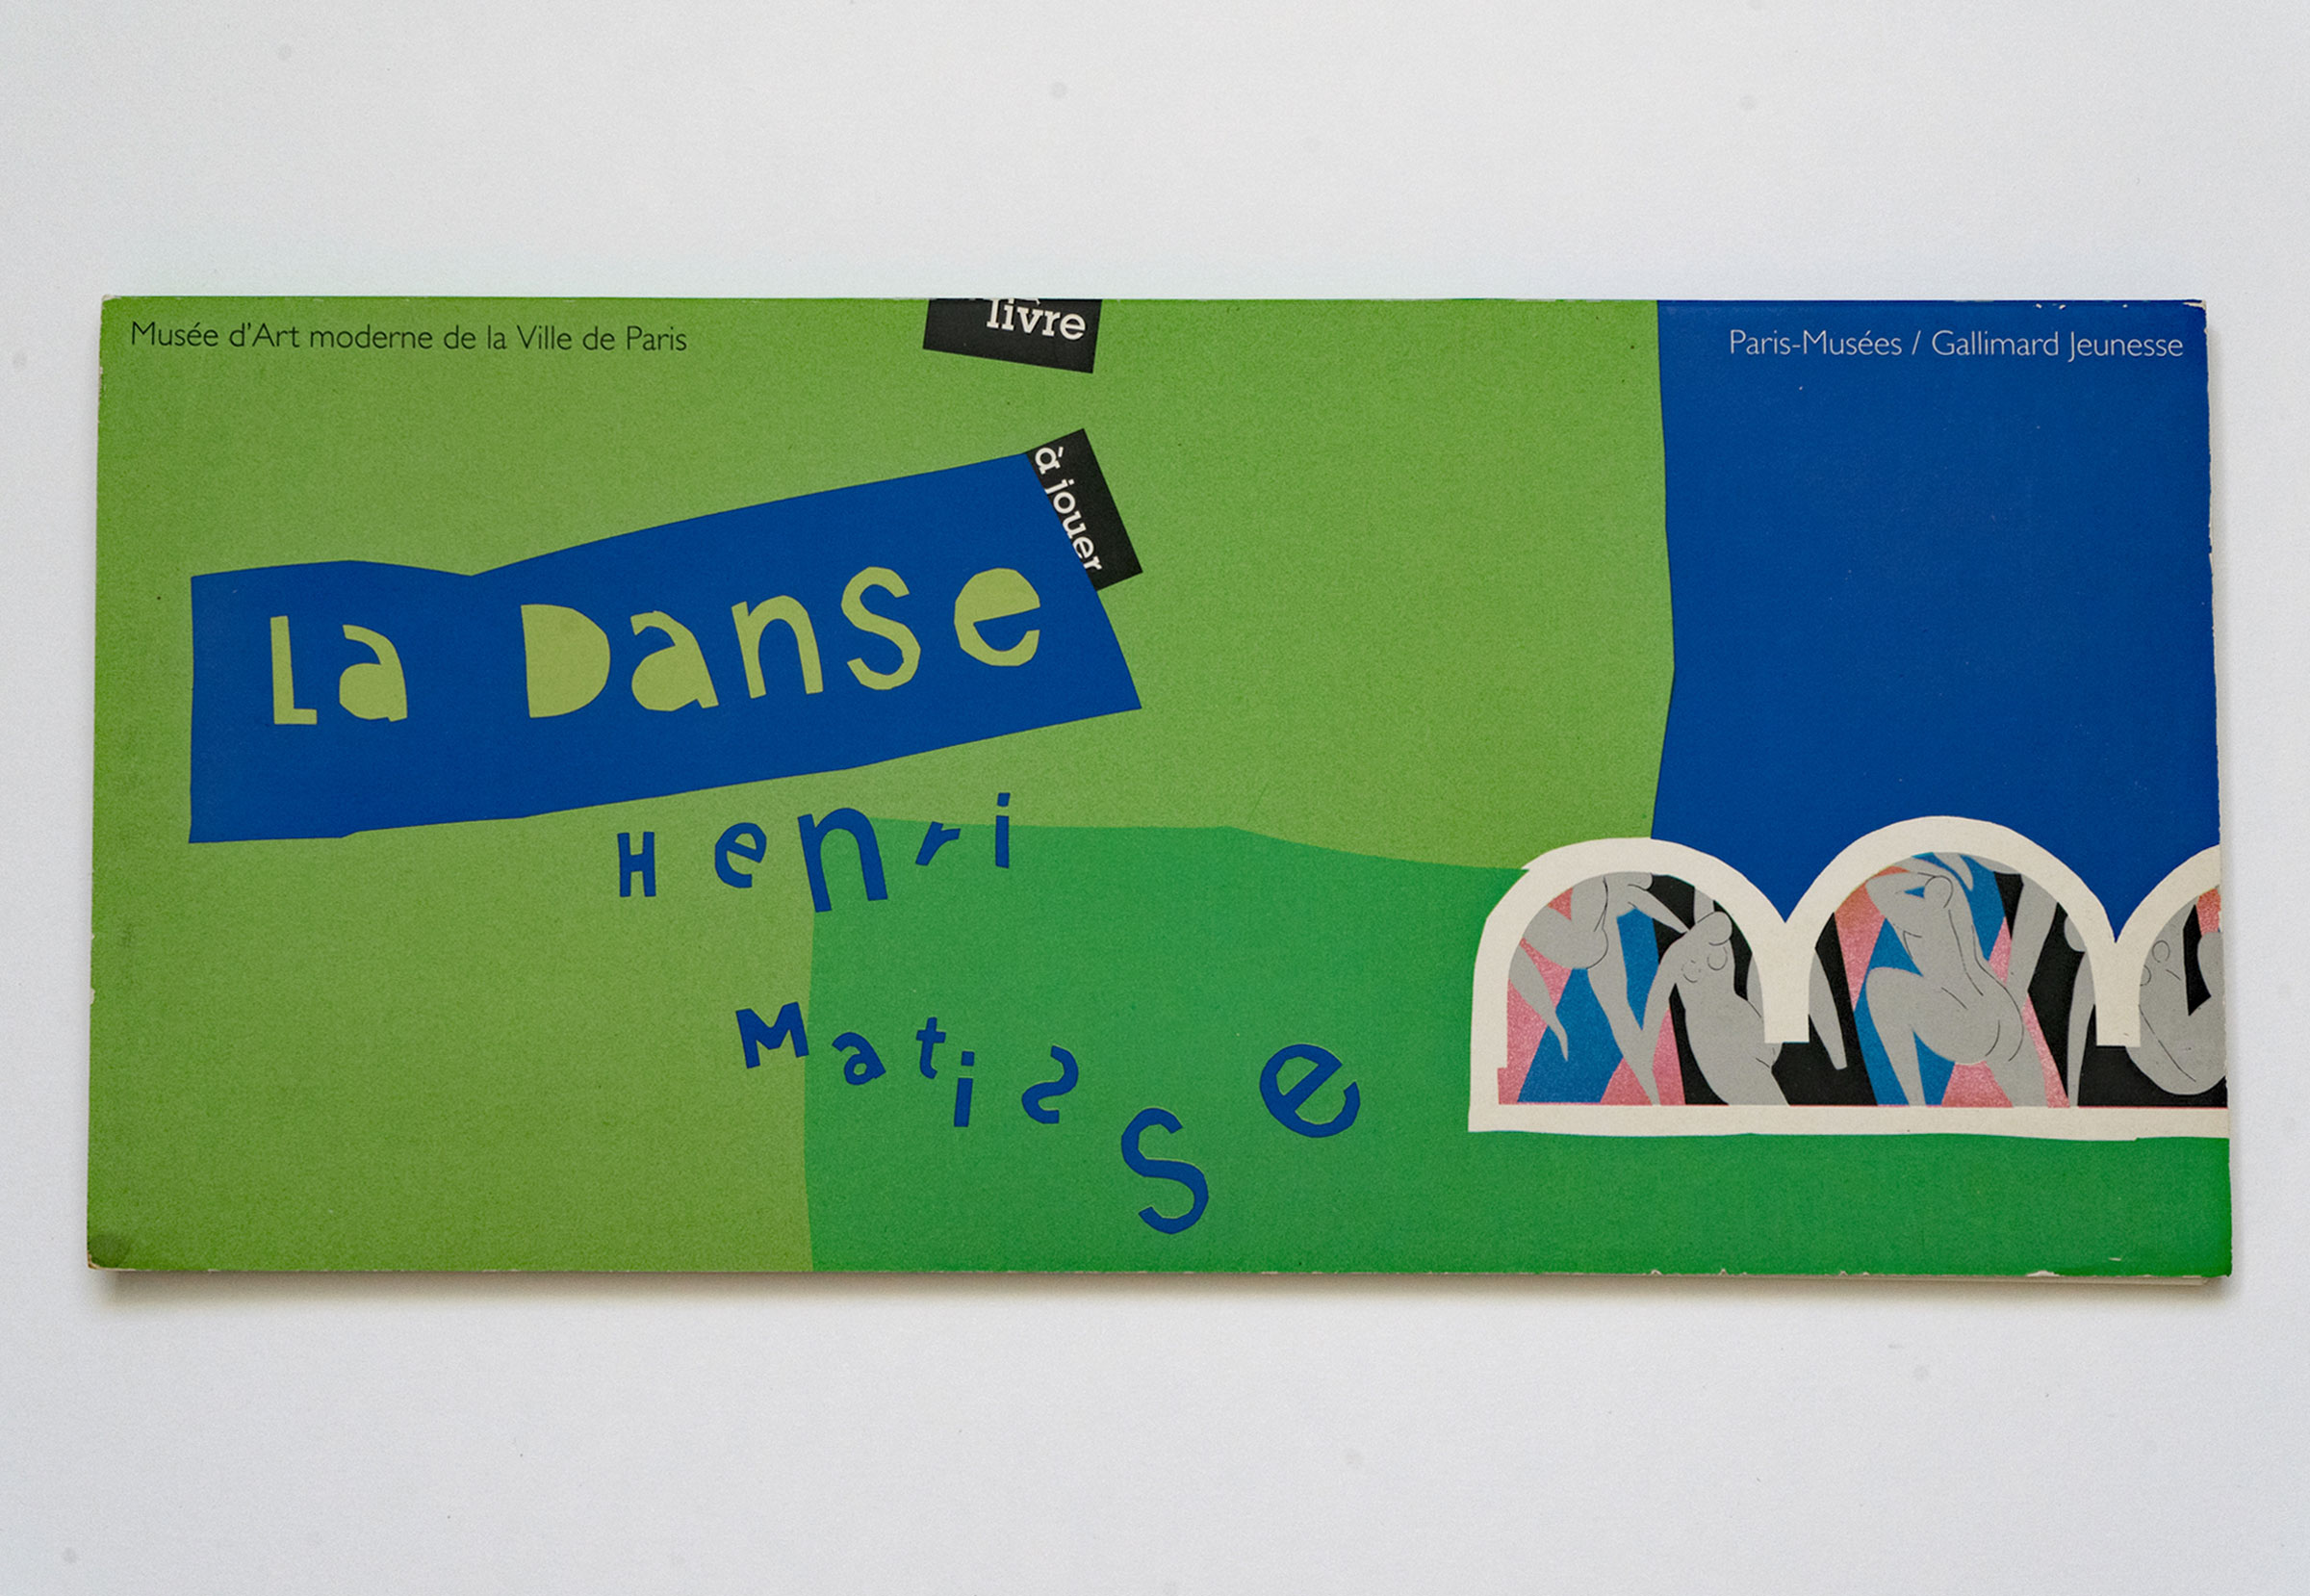 Musée d'Art moderne de la Ville de Paris
livre
Paris-Musées / Gallimard Jeunesse
à jouer
La Danse
Henri
Matisse